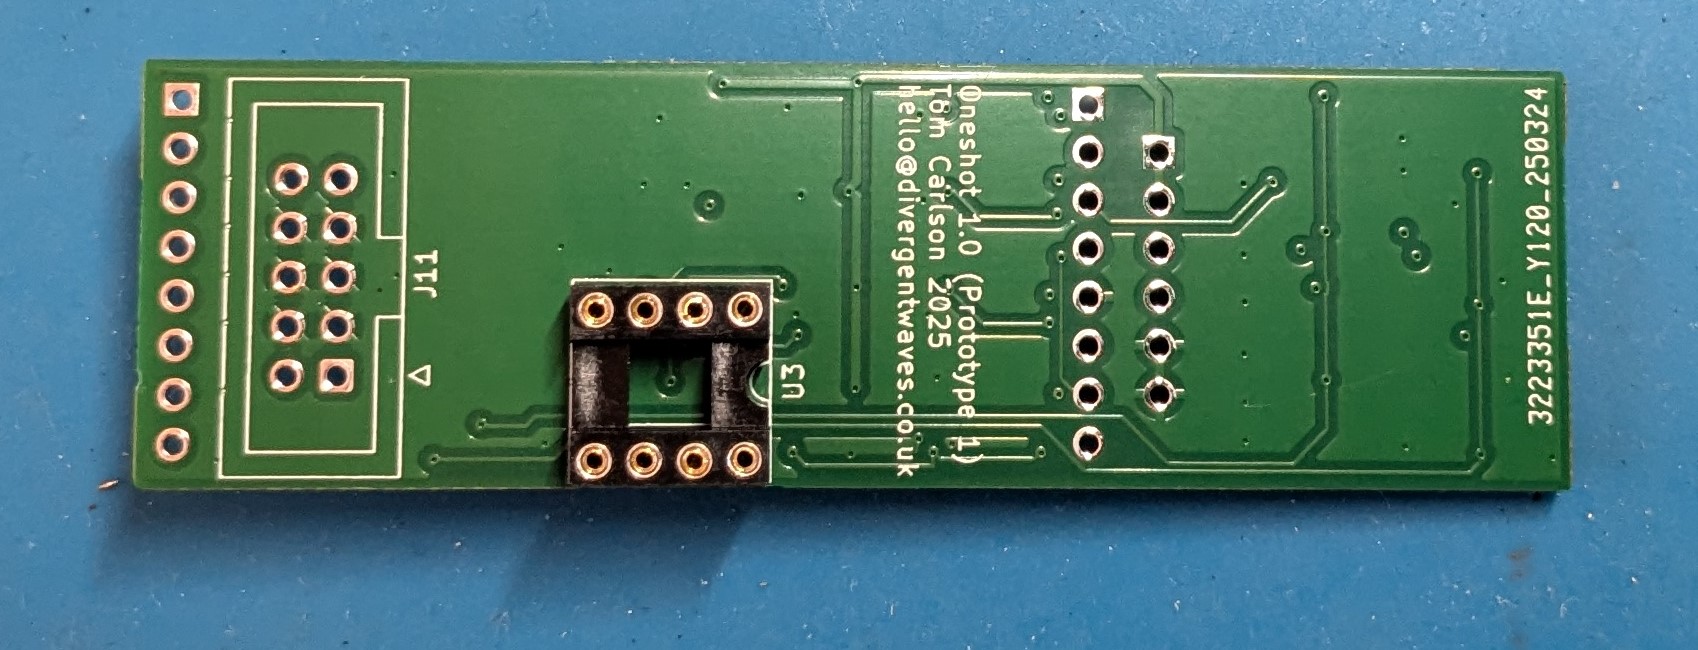 J11
U3
Oneshot 1.0 (Prototype 1)
Tom Carlson 2025
hello@divergentwaves.co.uk
3223351E_Y120_250324